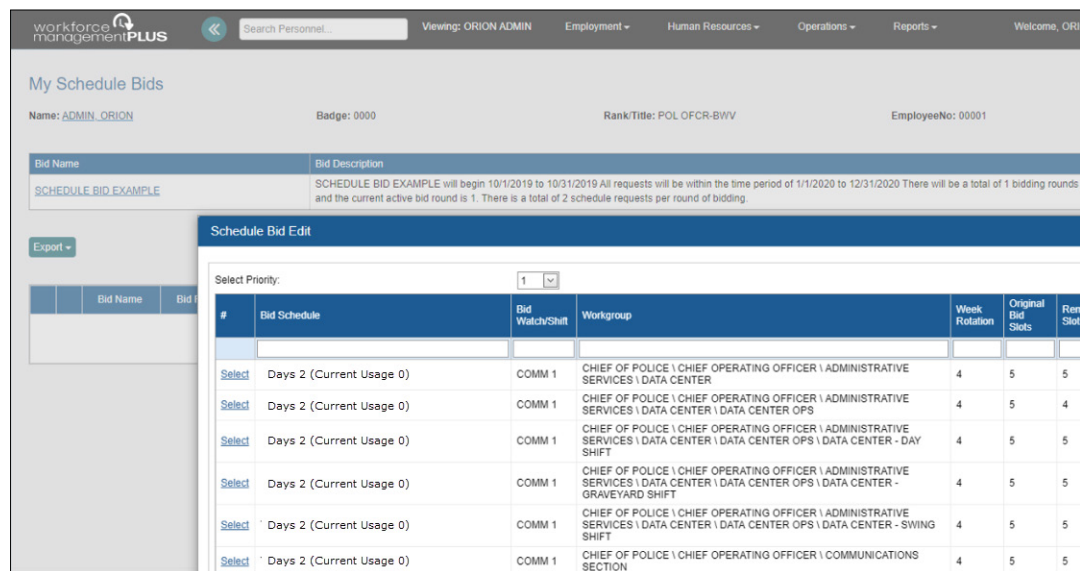 workforce
managementPLUS
Search Personnel...
Viewing: ORION ADMIN
Employment
Human Resources
Operations
Reports
Welcome, ORI
My Schedule Bids
Name: ADMIN, ORION
Badge: 0000
Rank/Title: POL OFCR-BWV
EmployeeNo: 00001
Bid Name
Bid Description
SCHEDULE BID EXAMPLE
SCHEDULE BID EXAMPLE will begin 10/1/2019 to 10/31/2019 All requests will be within the time period of 1/1/2020 to 12/31/2020 There will be a total of 1 bidding rounds
and the current active bid round is 1. There is a total of 2 schedule requests per round of bidding.
Export
Bid Name
Bid
Schedule Bid Edit
Select Priority:
1
#
Bid Schedule
Bid
Watch/Shift
Workgroup
Week
Rotation
Original
Bid
Slots
Rem
Slot
Select
Days 2 (Current Usage 0)
COMM 1
CHIEF OF POLICE \ CHIEF OPERATING OFFICER \ ADMINISTRATIVE
SERVICES \ DATA CENTER
4
5
5
Select
Days 2 (Current Usage 0)
COMM 1
CHIEF OF POLICE \ CHIEF OPERATING OFFICER \ ADMINISTRATIVE
SERVICES \ DATA CENTER \ DATA CENTER OPS
4
5
4
Select
Days 2 (Current Usage 0)
COMM 1
CHIEF OF POLICE \ CHIEF OPERATING OFFICER \ ADMINISTRATIVE
SERVICES \ DATA CENTER \ DATA CENTER OPS \ DATA CENTER - DAY
SHIFT
4
5
5
Select
Days 2 (Current Usage 0)
COMM 1
CHIEF OF POLICE \ CHIEF OPERATING OFFICER \ ADMINISTRATIVE
SERVICES \ DATA CENTER \ DATA CENTER OPS \ DATA CENTER -
GRAVEYARD SHIFT
4
5
5
Select
Days 2 (Current Usage 0)
COMM 1
CHIEF OF POLICE \ CHIEF OPERATING OFFICER \ ADMINISTRATIVE
SERVICES \ DATA CENTER \ DATA CENTER OPS \ DATA CENTER - SWING
SHIFT
4
5
5
Select
Days 2 (Current Usage 0)
COMM 1
CHIEF OF POLICE \ CHIEF OPERATING OFFICER \ COMMUNICATIONS
SECTION
4
5
5